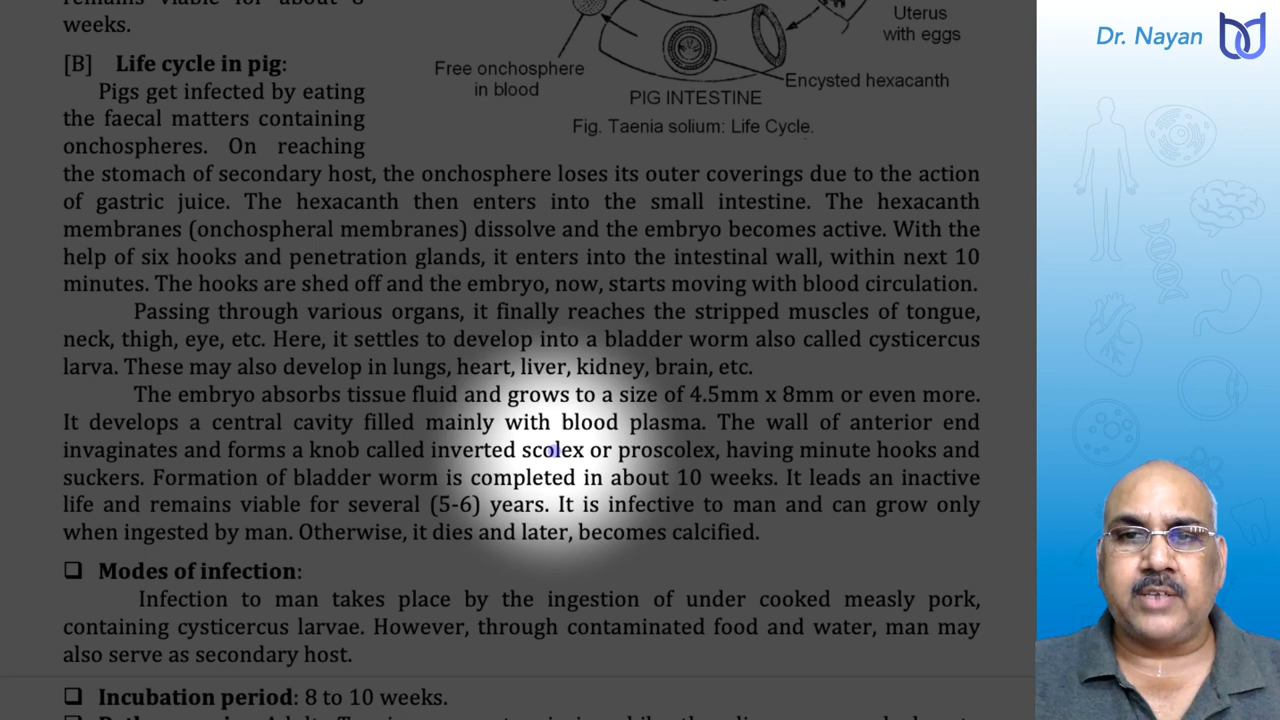 remains viable for about 8
weeks.
Uterus
with eggs
Free onchosphere
in blood
Encysted hexacanth
PIG INTESTINE
Fig. Taenia solium: Life Cycle.
[B] Life cycle in pig:
Pigs get infected by eating
the faecal matters containing
onchospheres. On reaching
the stomach of secondary host, the onchosphere loses its outer coverings due to the action
of gastric juice. The hexacanth then enters into the small intestine. The hexacanth
membranes (onchospheral membranes) dissolve and the embryo becomes active. With the
help of six hooks and penetration glands, it enters into the intestinal wall, within next 10
minutes. The hooks are shed off and the embryo, now, starts moving with blood circulation.
Passing through various organs, it finally reaches the stripped muscles of tongue,
neck, thigh, eye, etc. Here, it settles to develop into a bladder worm also called cysticercus
larva. These may also develop in lungs, heart, liver, kidney, brain, etc.
The embryo absorbs tissue fluid and grows to a size of 4.5mm x 8mm or even more.
It develops a central cavity filled mainly with blood plasma. The wall of anterior end
invaginates and forms a knob called inverted scolex or proscolex, having minute hooks and
suckers. Formation of bladder worm is completed in about 10 weeks. It leads an inactive
life and remains viable for several (5-6) years. It is infective to man and can grow only
when ingested by man. Otherwise, it dies and later, becomes calcified.
❑ Modes of infection:
Infection to man takes place by the ingestion of under cooked measly pork,
containing cysticercus larvae. However, through contaminated food and water, man may
also serve as secondary host.
❑ Incubation period: 8 to 10 weeks.
Dr. Nayan